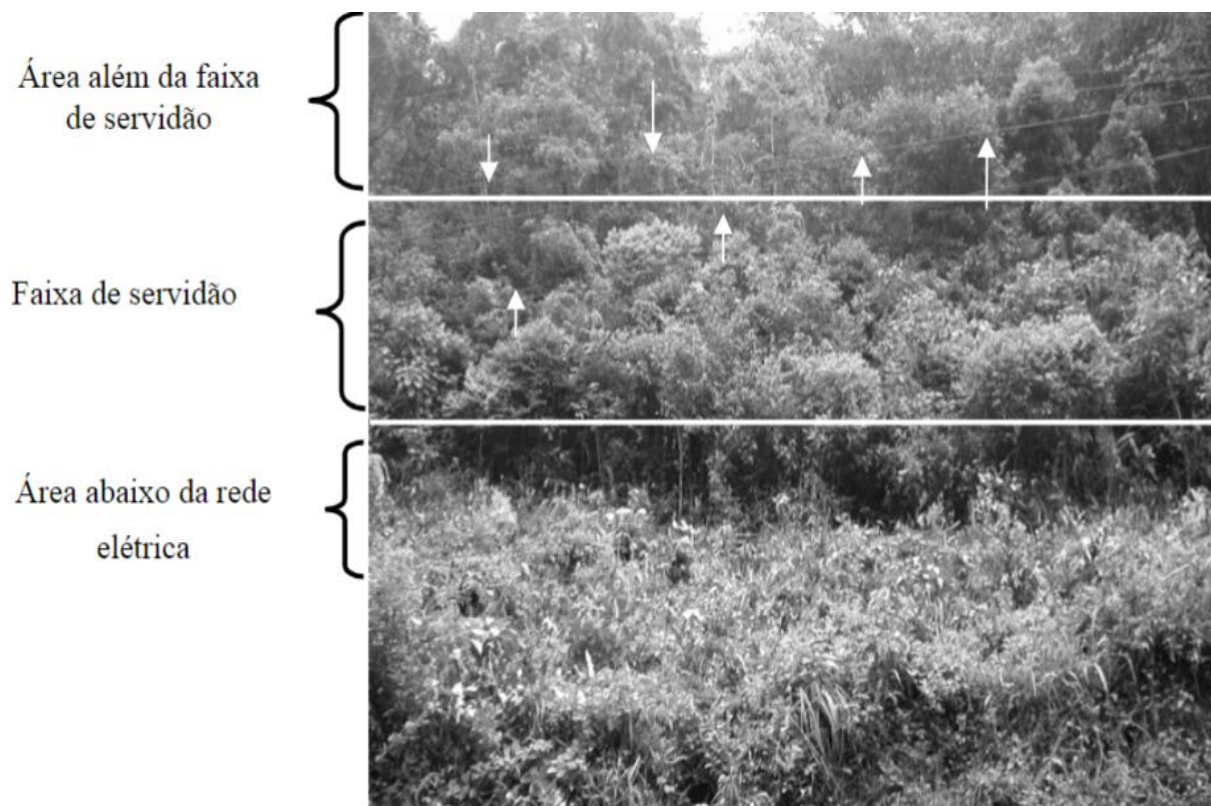 Área além da faixa
de servidão
Faixa de servidão
Área abaixo da rede
elétrica